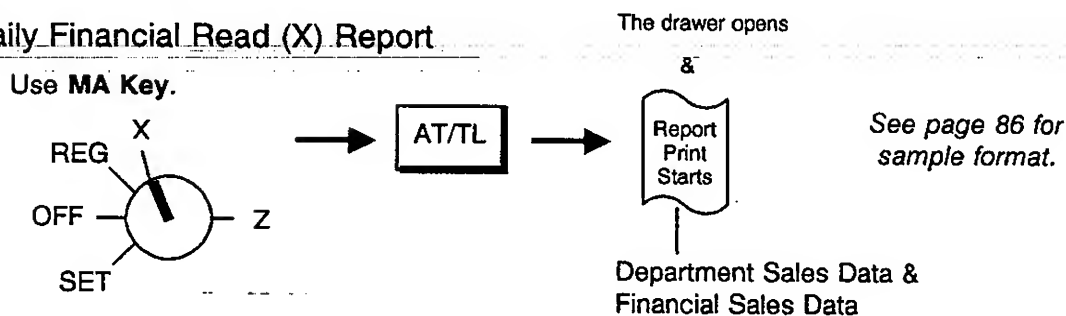 aily Financial Read (X) Report
Use MA Key.
X
REG
OFF
Z
SET
AT/TL
The drawer opens
&
Report
Print
Starts
Department Sales Data &
Financial Sales Data
See page 86 for
sample format.